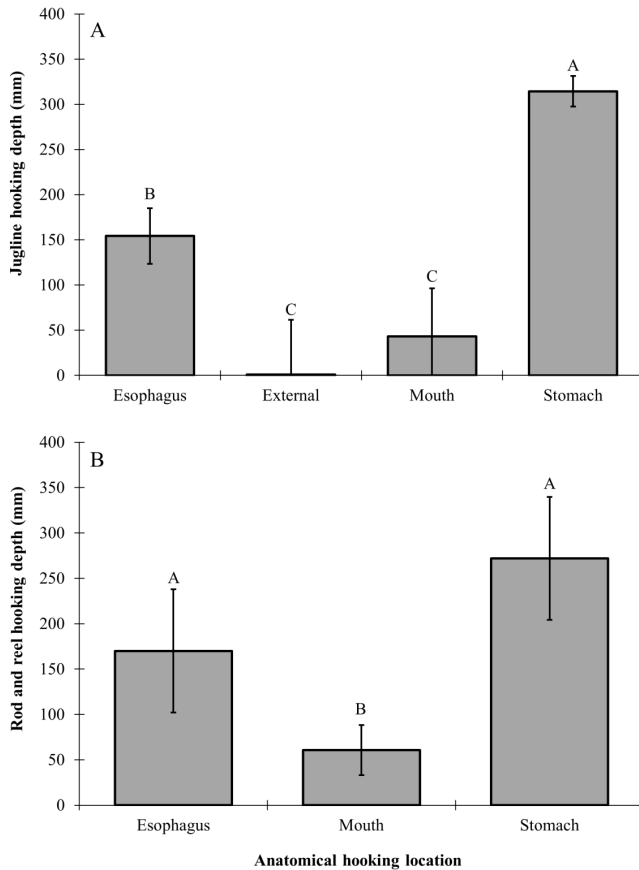 A
Jugline hooking depth (mm)
400
350
300
250
200
150
100
50
0
B
C
C
A
Esophagus External Mouth Stomach
B
Rod and reel hooking depth (mm)
400
350
300
250
200
150
100
50
0
A
B
A
Esophagus Mouth Stomach
Anatomical hooking location